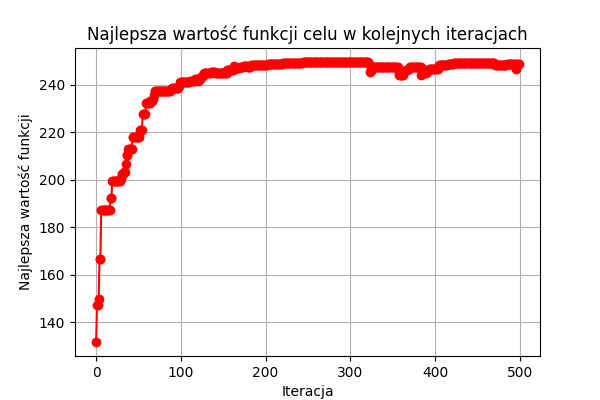 Najlepsza wartość funkcji celu w kolejnych iteracjach
Najlepsza wartość funkcji
240
220
200
180
160
140
0 100 200 300 400 500
Iteracja